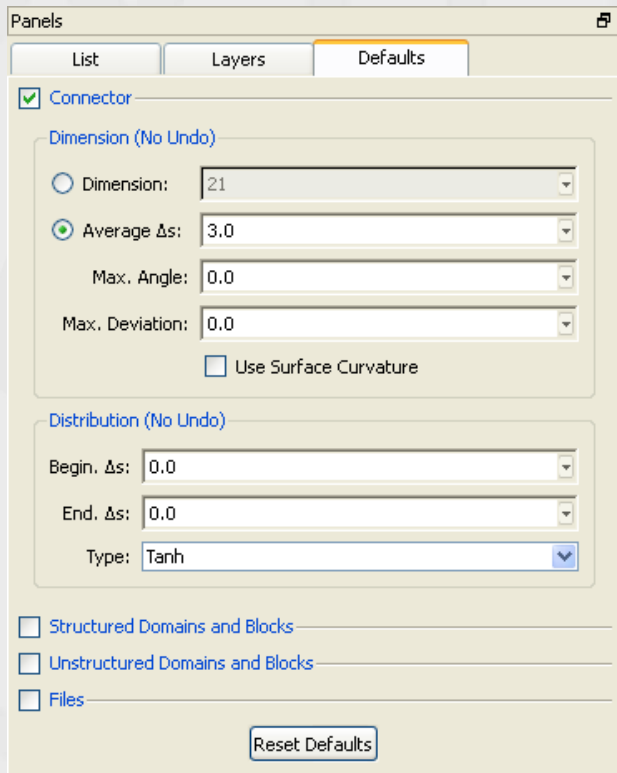 Panels
List Layers Defaults
Connector
Dimension (No Undo)
Dimension: 21
Average Δs: 3.0
Max. Angle: 0.0
Max. Deviation: 0.0
Use Surface Curvature
Distribution (No Undo)
Begin. Δs: 0.0
End. Δs: 0.0
Type: Tanh
Structured Domains and Blocks
Unstructured Domains and Blocks
Files
Reset Defaults